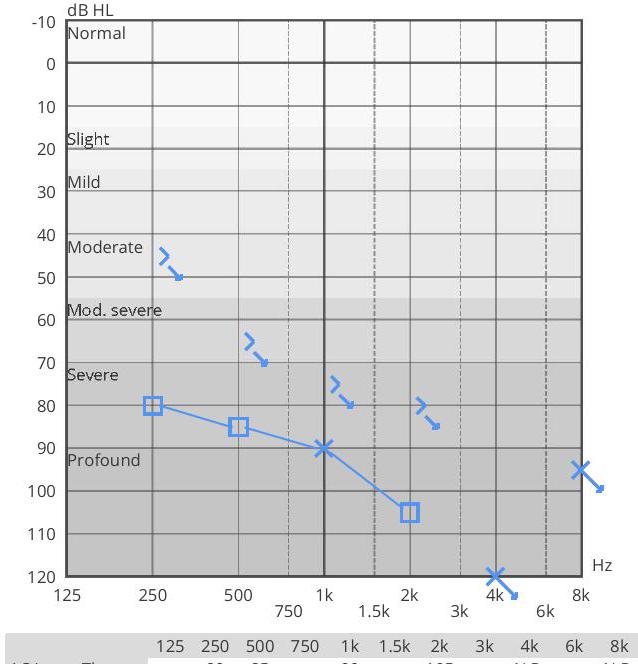 dB HL
-10
Normal
0
10
Slight
20
Mild
30
40
Moderate
50
Mod. severe
60
70
Severe
80
90
Profound
100
110
120
Hz
125 250 500 1k 2k 4k 8k
750 1.5k 3k 6k
125 250 500 750 1k 1.5k 2k 3k 4k 6k 8k